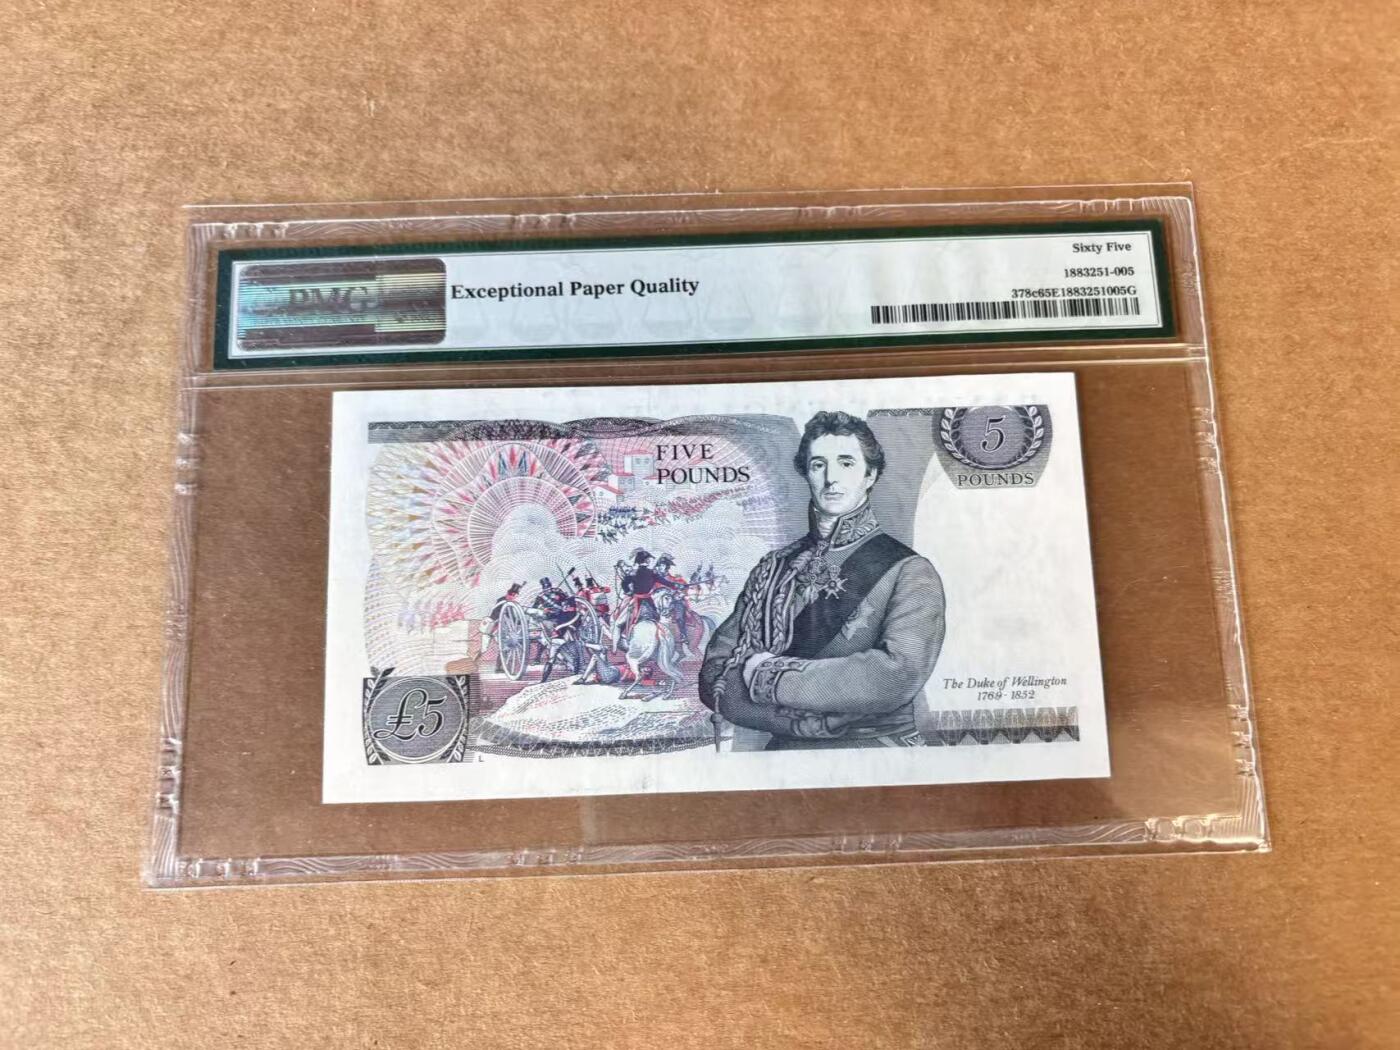 PMG
Exceptional Paper Quality
Sixty Five
1883251-005
378c65E1883251005G
FIVE
POUNDS
5
POUNDS
The Duke of Wellington
1769-1852
£5
L